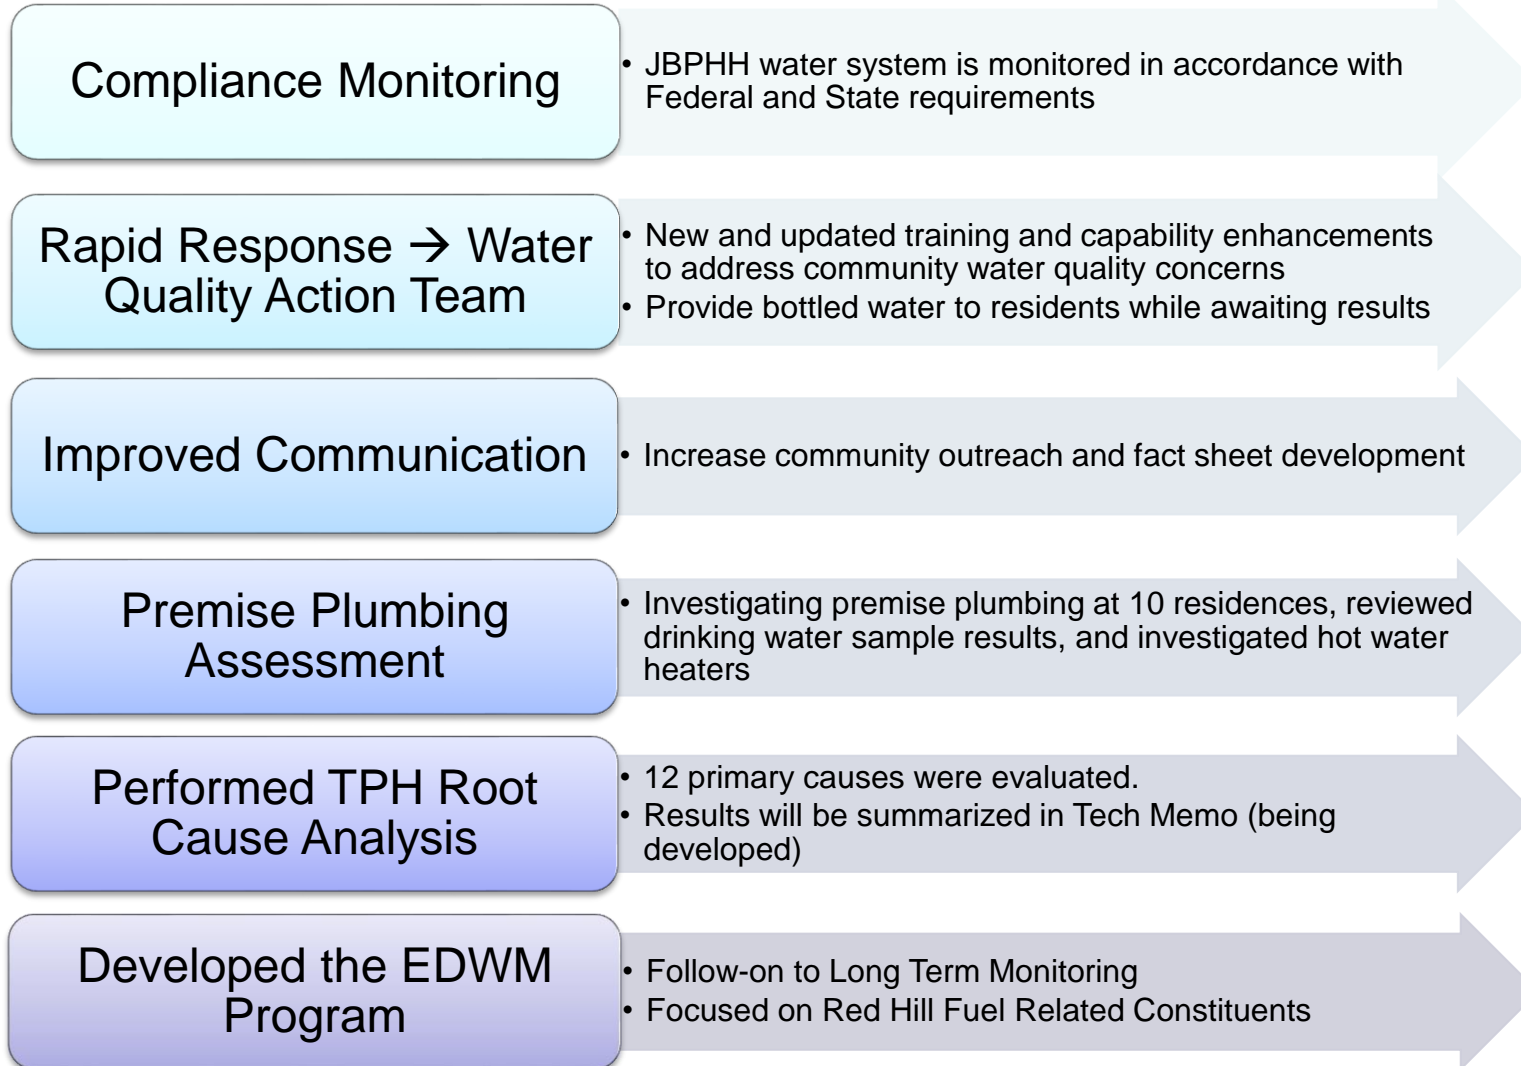 Compliance Monitoring
• JBPHH water system is monitored in accordance with
Federal and State requirements
Rapid Response → Water
Quality Action Team
• New and updated training and capability enhancements
to address community water quality concerns
• Provide bottled water to residents while awaiting results
Improved Communication
• Increase community outreach and fact sheet development
Premise Plumbing
Assessment
• Investigating premise plumbing at 10 residences, reviewed
drinking water sample results, and investigated hot water
heaters
Performed TPH Root
Cause Analysis
• 12 primary causes were evaluated.
• Results will be summarized in Tech Memo (being
developed)
Developed the EDWM
Program
• Follow-on to Long Term Monitoring
• Focused on Red Hill Fuel Related Constituents